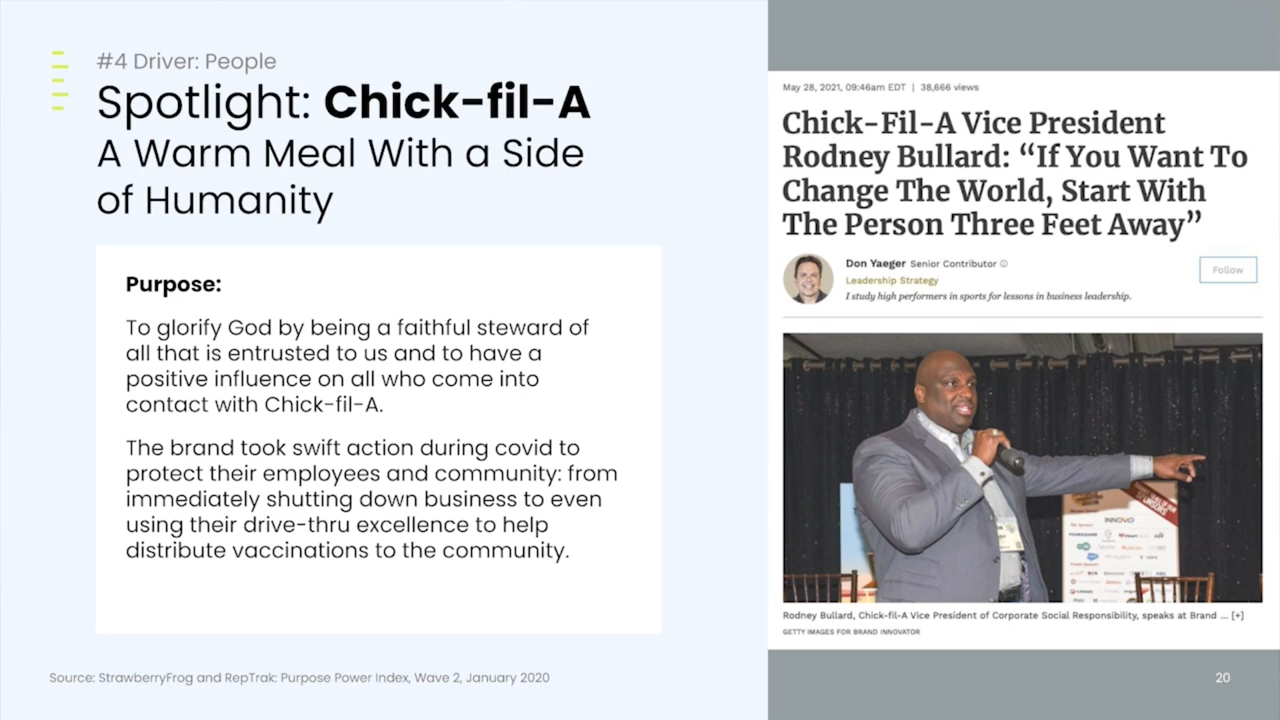 #4 Driver: People
Spotlight: Chick-fil-A
A Warm Meal With a Side
of Humanity
Purpose:
To glorify God by being a faithful steward of
all that is entrusted to us and to have a
positive influence on all who come into
contact with Chick-fil-A.
The brand took swift action during covid to
protect their employees and community: from
immediately shutting down business to even
using their drive-thru excellence to help
distribute vaccinations to the community.
Source: StrawberryFrog and RepTrak: Purpose Power Index, Wave 2, January 2020
May 28, 2021, 09:46am EDT | 38,666 views
Chick-Fil-A Vice President
Rodney Bullard: “If You Want To
Change The World, Start With
The Person Three Feet Away”
Don Yaeger Senior Contributor
Follow
Leadership Strategy
I study high performers in sports for lessons in business leadership.
INNOVID
Rodney Bullard, Chick-fil-A Vice President of Corporate Social Responsibility, speaks at Brand ... [+]
GETTY IMAGES FOR BRAND INNOVATOR
20